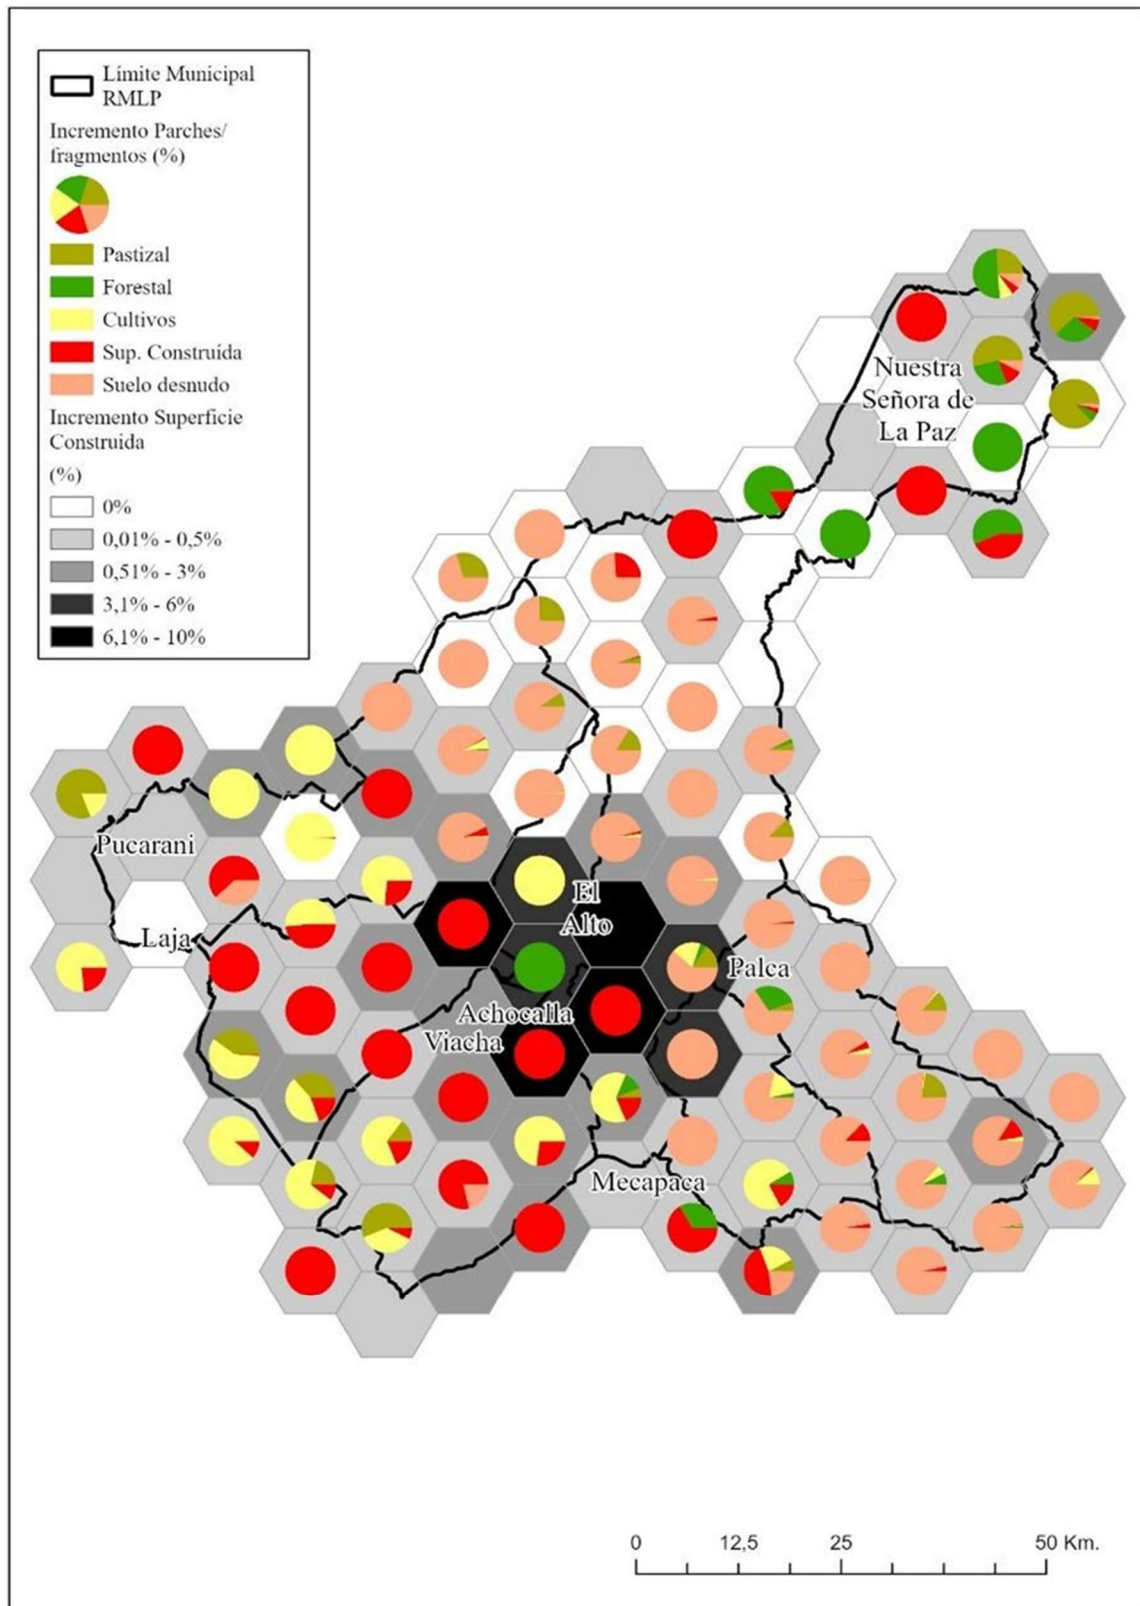 Límite Municipal
RMLP
Incremento Parches/
fragmentos (%)
Pastizal
Forestal
Cultivos
Sup. Construída
Suelo desnudo
Incremento Superficie
Construida
(%)
0%
0,01% - 0,5%
0,51% - 3%
3,1% - 6%
6,1% - 10%
Nuestra
Señora de
La Paz
Pucarani
El
Alto
Laja
Palca
Achocalla
Viacha
Mecapaca
0 12,5 25 50 Km.